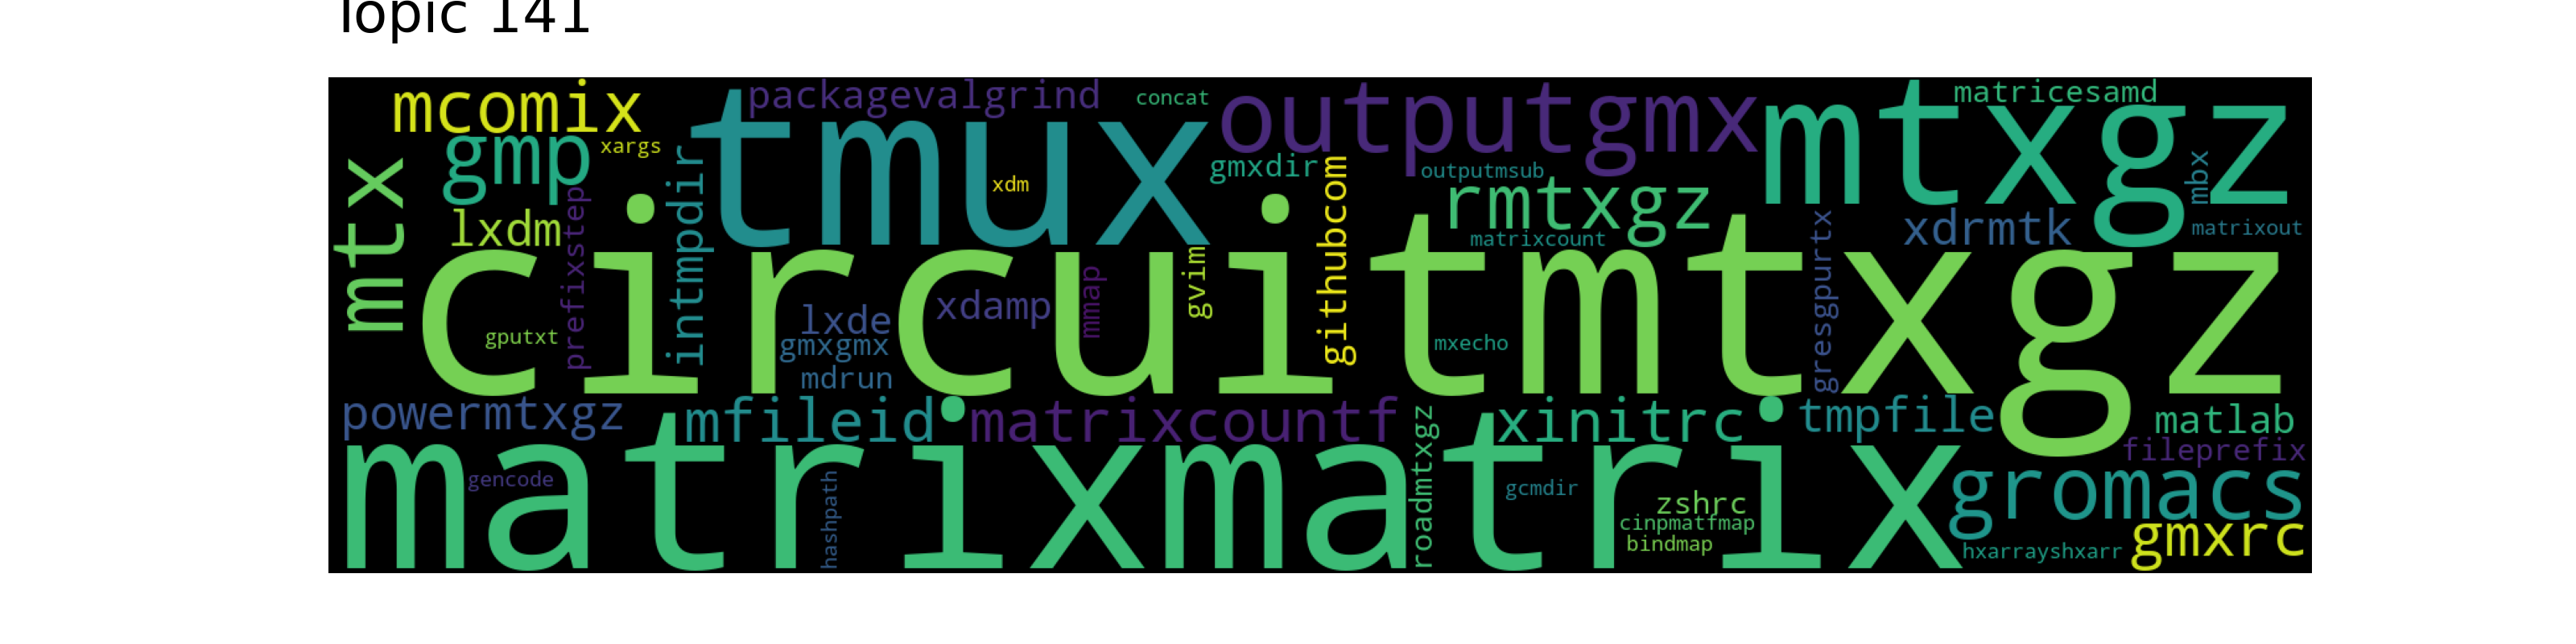 Topic 141
mcomix
packagevalgrind
concat
outputgmx
mtxgz
matricesamd
gmp
xargs
tmux
xdm
gmxdir
outputmsub
mbx
mtx
lxdm
prefixstep
intmpdir
githubcom
rmtxgz
matrixcount
xdrmtk
matrixout
circuitmtxgz
gputxt
lxde
gmxgmx
mdrun
xdamp
mmap
gvim
mxecho
gresgpurtx
powermtxgz
mfileid
matrixcountf
xinitrc
tmpfile
matlab
fileprefix
matrixmatrix
gencode
hashpath
roadmtxgz
gcmdir
zshrc
cinpmatfmap
bindmap
gromacs
gmxrc
hxarrayshxarr